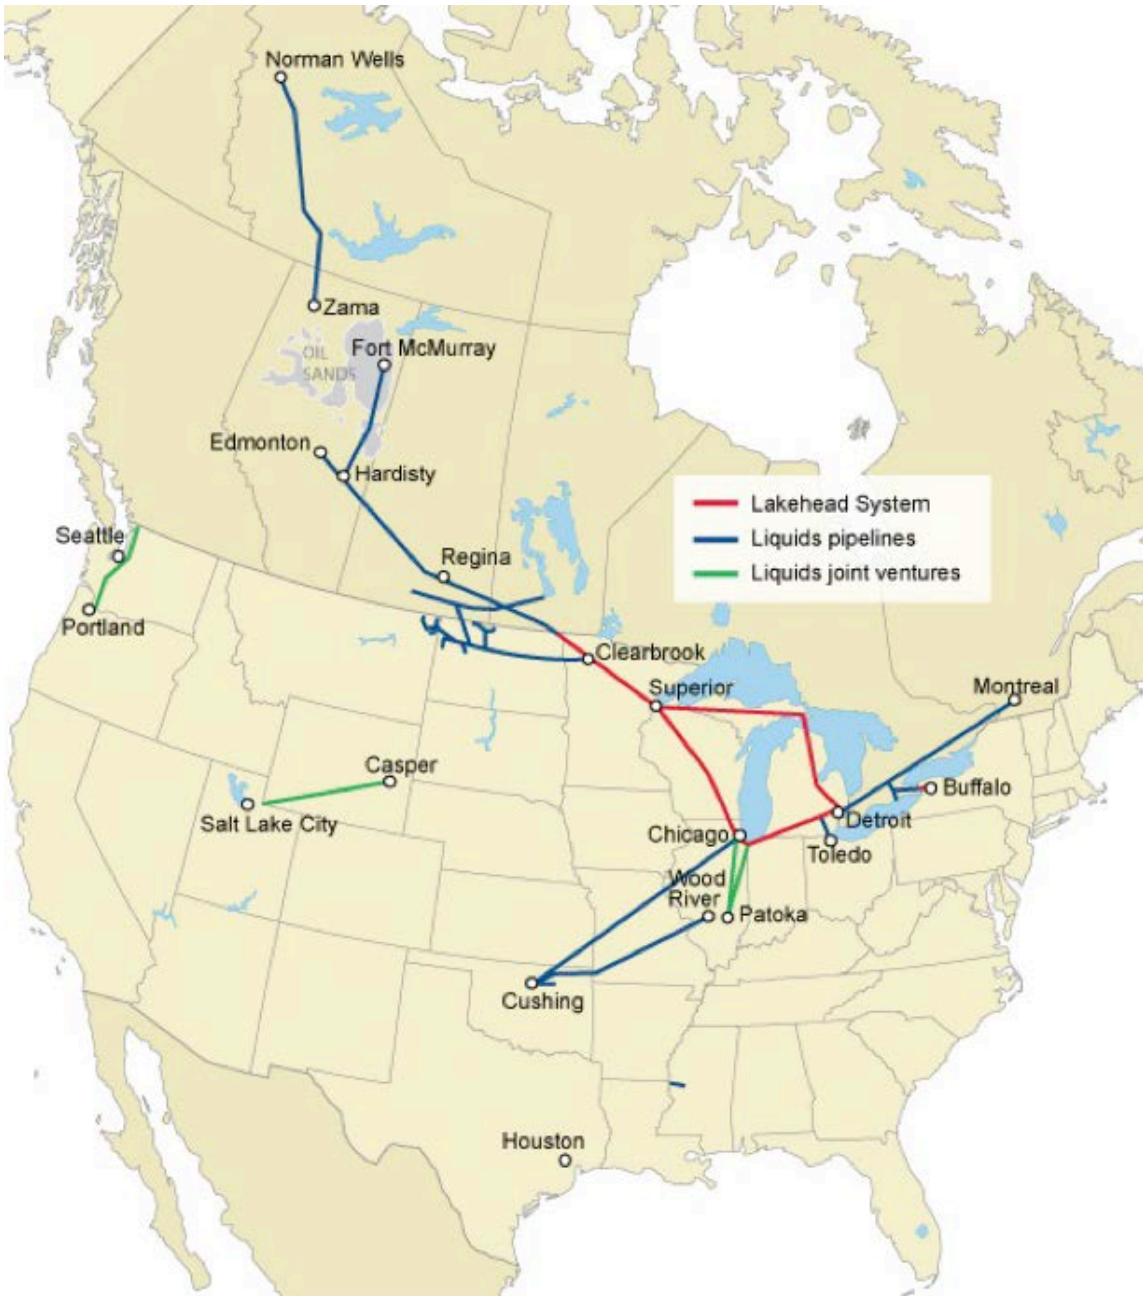 Norman Wells
Zama
OIL
SANDS
Fort McMurray
Edmonton
Hardisty
Lakehead System
Liquids pipelines
Liquids joint ventures
Seattle
Regina
Portland
Clearbrook
Superior
Montreal
Casper
Salt Lake City
Buffalo
Detroit
Chicago
Toledo
Wood
River
Patoka
Cushing
Houston